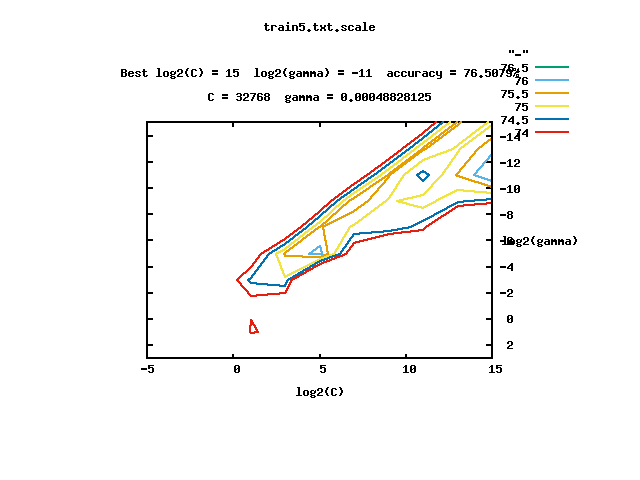 train5.txt.scale
"-"
Best log2(C) = 15 log2(gamma) = -11 accuracy = 76.5079%
C = 32768 gamma = 0.00048828125
76.5
76
75.5
75
74.5
74
-14
-12
-10
-8
-6
-4
-2
0
2
log2(gamma)
-5 0 5 10 15
log2(C)